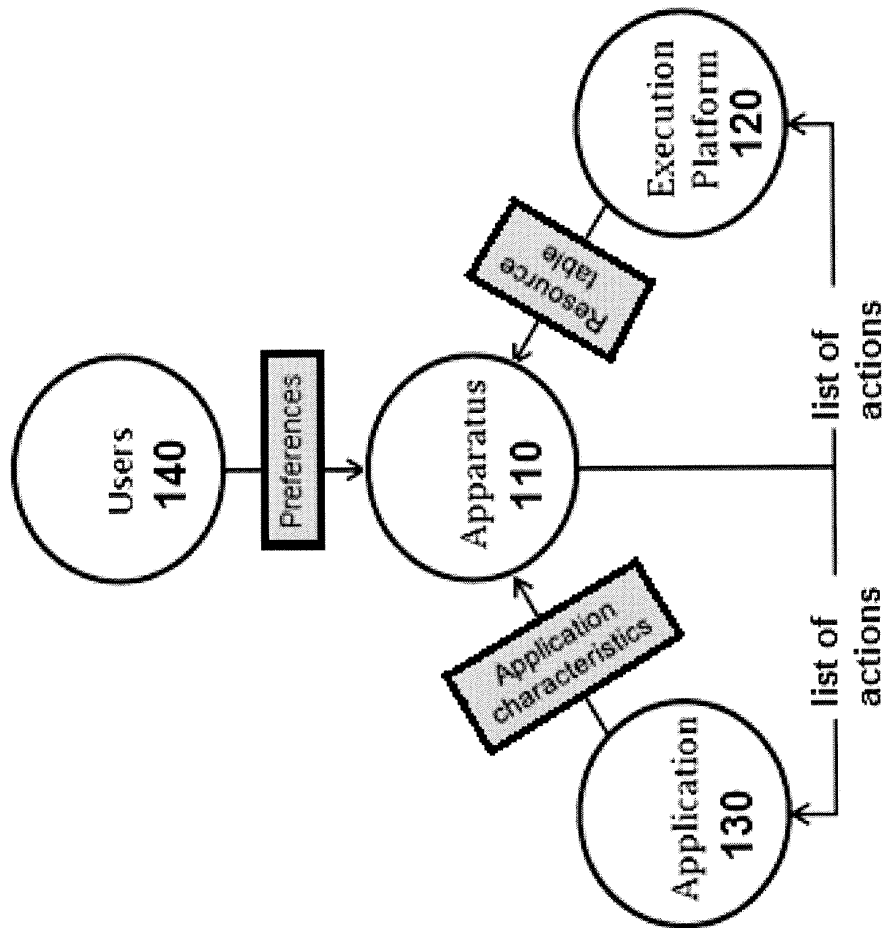 Users
140
Preferences
Apparatus
110
Application
characteristics
Resource
table
Application
130
Execution
Platform
120
list of
actions
list of
actions